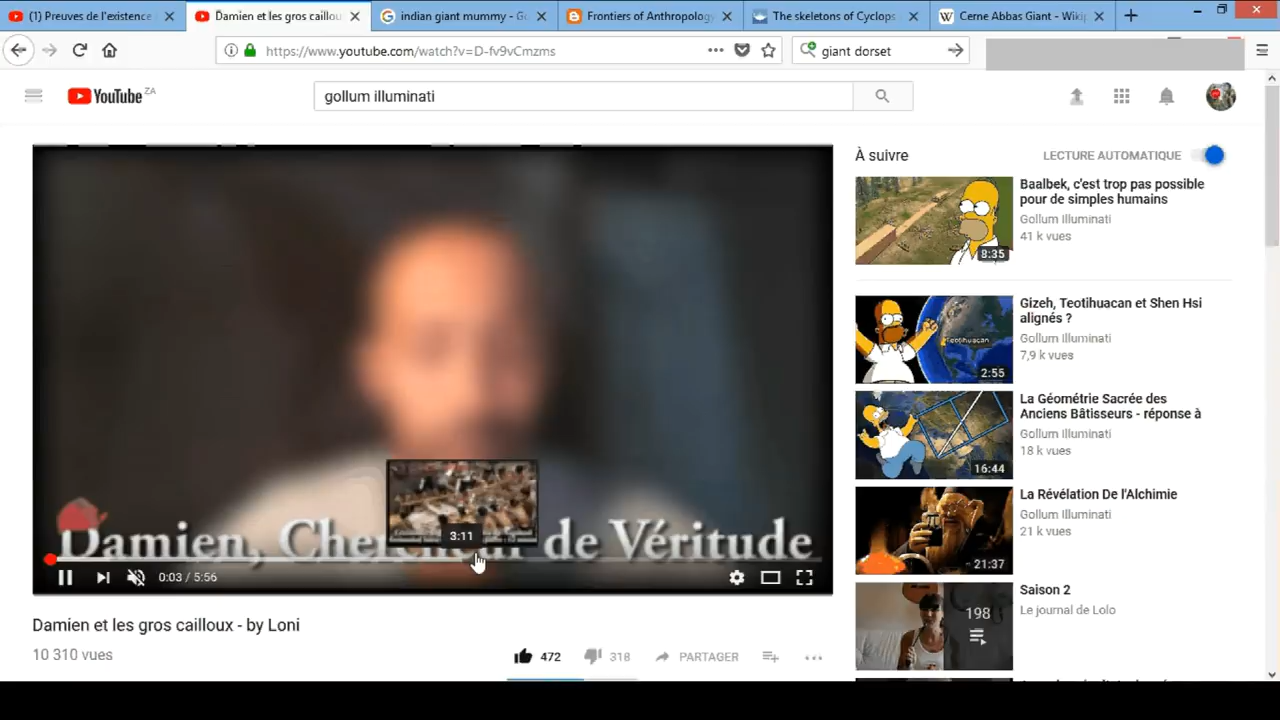 (1) Preuves de l'existence
Damien et les gros caillou
indian giant mummy - Go
Frontiers of Anthropology
The skeletons of Cyclops
Cerne Abbas Giant - Wiki
https://www.youtube.com/watch?v=D-fv9vCmzms
giant dorset
YouTube ZA
gollum illuminati
À suivre
LECTURE AUTOMATIQUE
Baalbek, c'est trop pas possible
pour de simples humains
Gollum Illuminati
41 k vues
8:35
Gizeh, Teotihuacan et Shen Hsi
alignés ?
Gollum Illuminati
7,9 k vues
Teotihuacan
2:55
La Géométrie Sacrée des
Anciens Bâtisseurs - réponse à
Gollum Illuminati
18 k vues
16:44
La Révélation De l'Alchimie
Gollum Illuminati
21 k vues
21:37
Saison 2
Le journal de Lolo
198
Damien, Chercheur de Véritude
3:11
0:03 / 5:56
Damien et les gros cailloux - by Loni
10 310 vues
472
318
PARTAGER